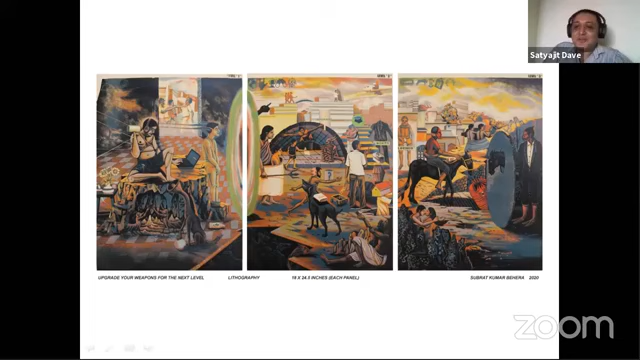 Satyajit Dave
UPGRADE YOUR WEAPONS FOR THE NEXT LEVEL LITHOGRAPHY 18 X 24.5 INCHES (EACH PANEL) SUBRAT KUMAR BEHERA 2020
zoom